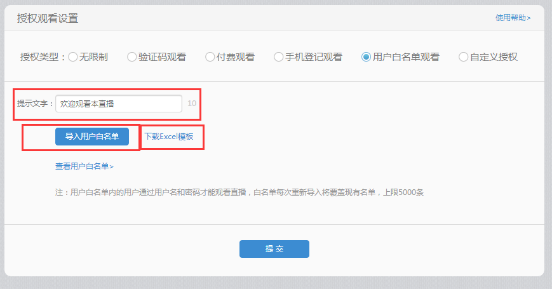 授权观看设置 使用帮助>
授权类型： 无限制 验证码观看 付费观看 手机登记观看 用户白名单观看 自定义授权
提示文字： 欢迎观看本直播 10
导入用户白名单 下载Excel模板
查看用户白名单»
注：用户白名单内的用户通过用户名和密码才能观看直播，白名单每次重新导入将覆盖现有名单，上限5000条
提 交